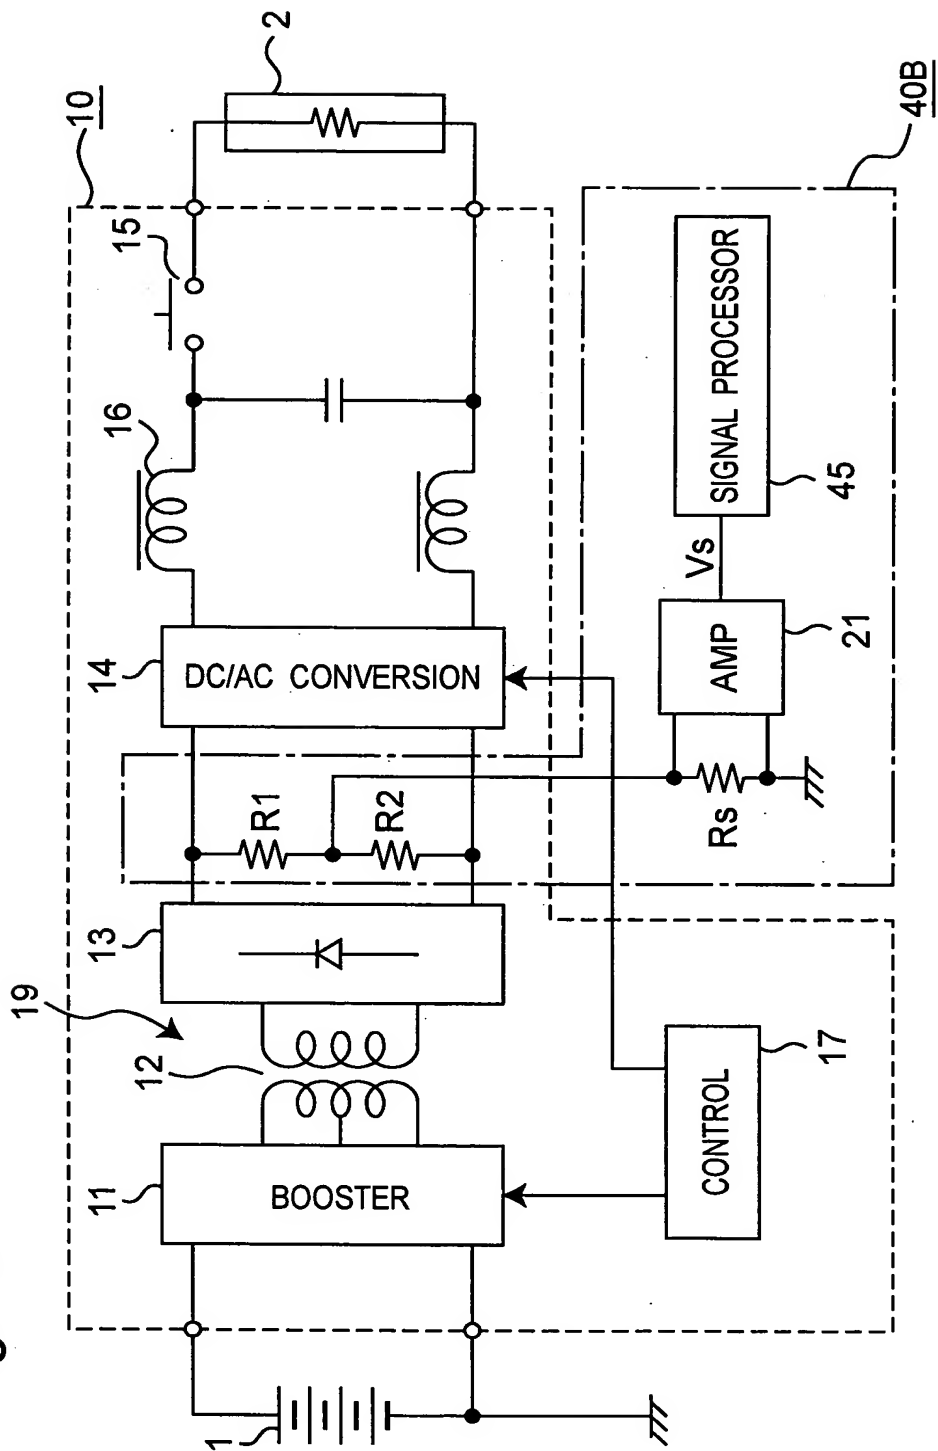 10
19
15
16
14
13
12
11
DC/AC CONVERSION
BOOSTER
R1
R2
2
1
Rs
AMP
21
Vs
SIGNAL PROCESSOR
45
CONTROL
17
40B